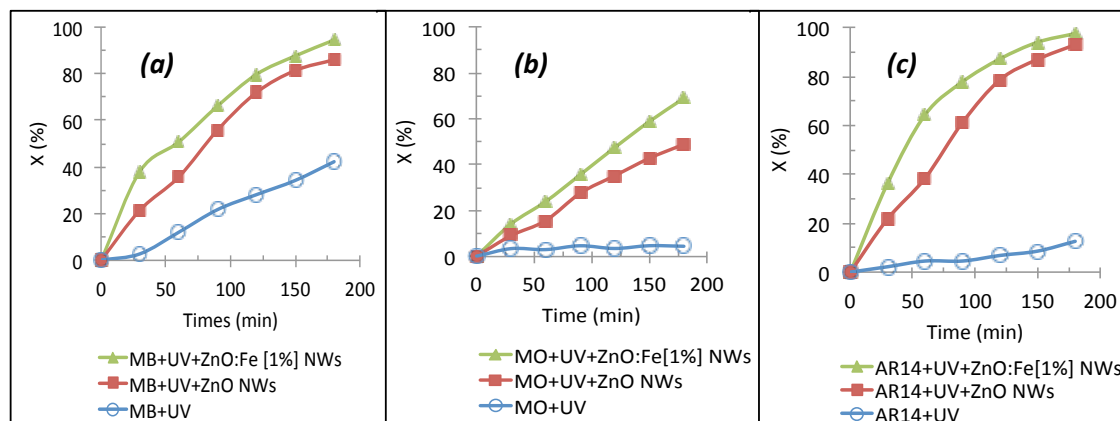 (a)
X (%)
100
80
60
40
20
0
0 50 100 150 200
Times (min)
MB+UV+ZnO:Fe [1%] NWs
MB+UV+ZnO NWs
MB+UV
(b)
X (%)
100
80
60
40
20
0
0 50 100 150 200
Time (min)
MO+UV+ZnO:Fe[1%] NWs
MO+UV+ZnO NWs
MO+UV
(c)
X (%)
100
80
60
40
20
0
0 50 100 150 200
Time (min)
AR14+UV+ZnO:Fe[1%] NWs
AR14+UV+ZnO NWs
AR14+UV